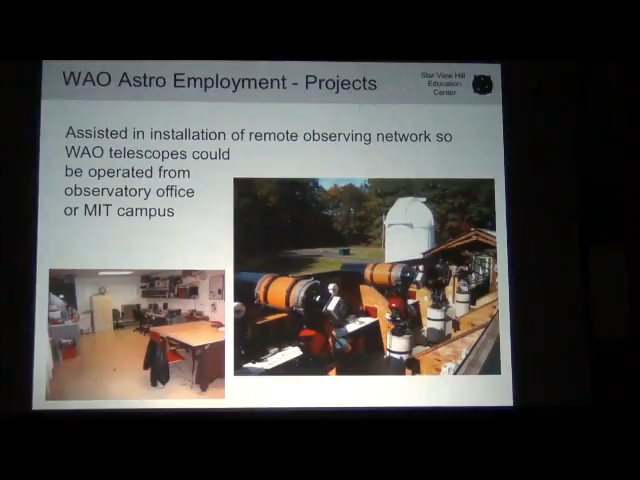 WAO Astro Employment - Projects
Star View Hill
Education
Center
Assisted in installation of remote observing network so
WAO telescopes could
be operated from
observatory office
or MIT campus